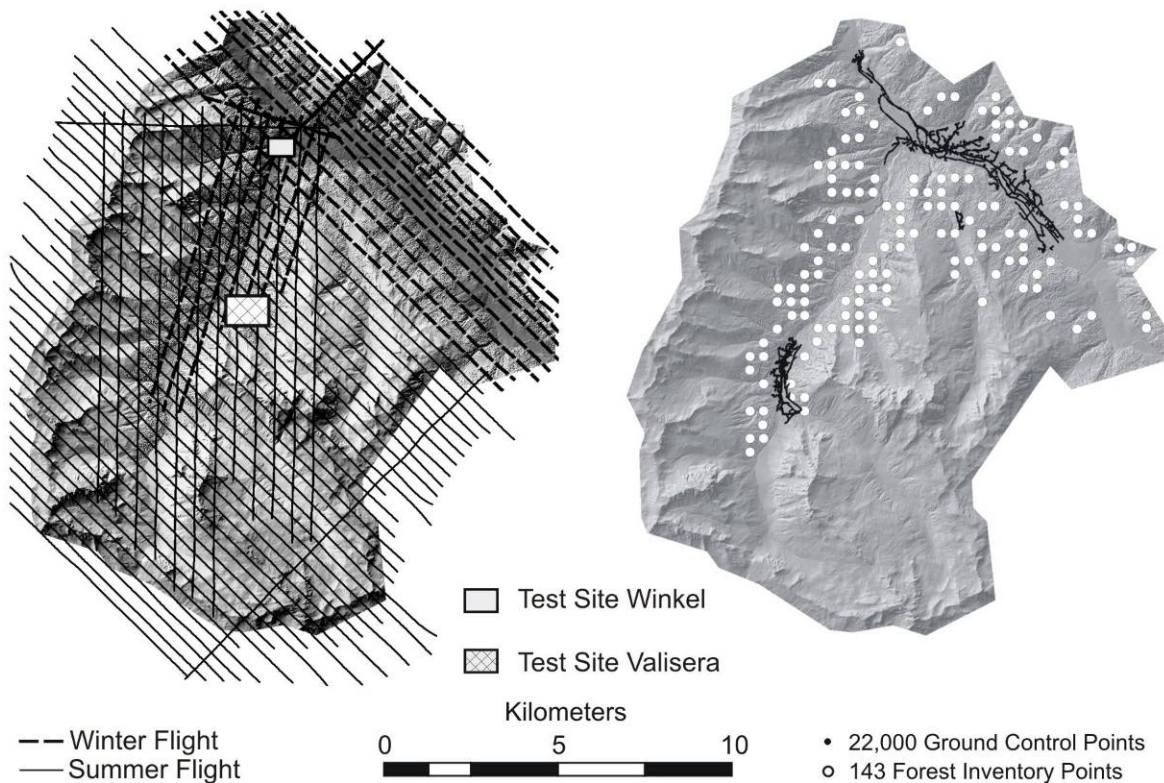 Test Site Winkel
Test Site Valisera
Kilometers
0 5 10
Winter Flight
Summer Flight
22,000 Ground Control Points
143 Forest Inventory Points